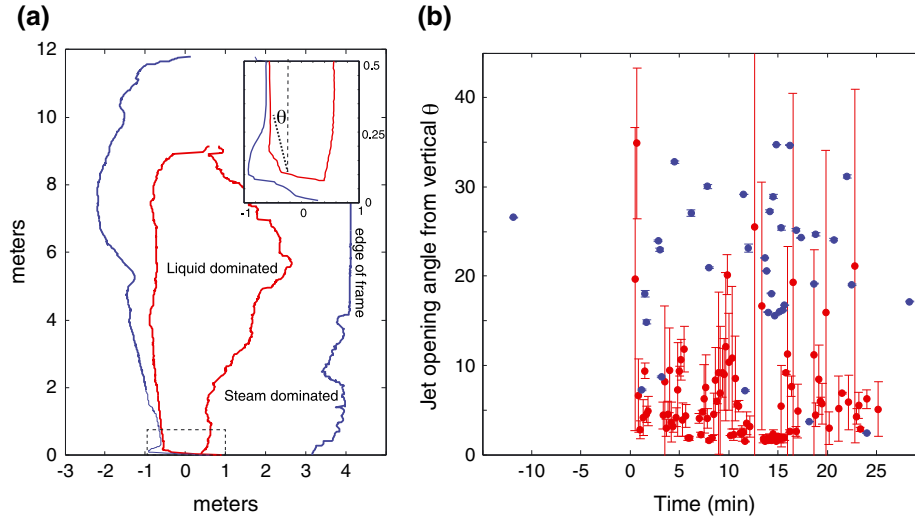 (a)
12
10
8
6
4
2
0
meters
-3 -2 -1 0 1 2 3 4 5
meters
Liquid dominated
Steam dominated
edge of frame
0.5
0.25
0
-1 0 1
θ
(b)
40
30
20
10
0
Jet opening angle from vertical θ
-10 -5 0 5 10 15 20 25
Time (min)